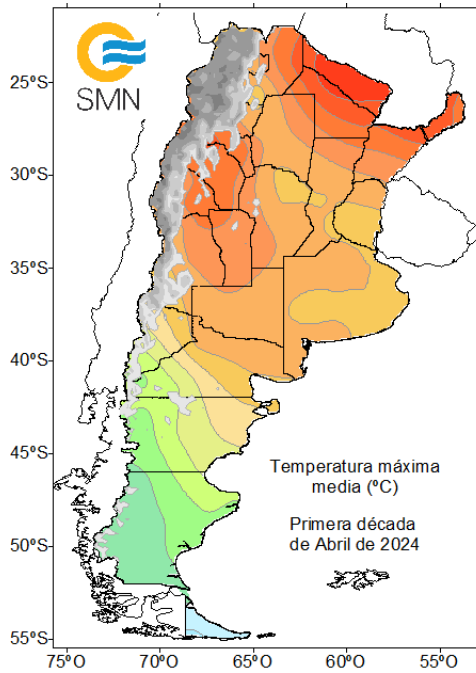 SMN
25°S
30°S
35°S
40°S
45°S
50°S
55°S
Temperatura máxima
media (ºC)
Primera década
de Abril de 2024
75°O
70°O
65°O
60°O
55°O